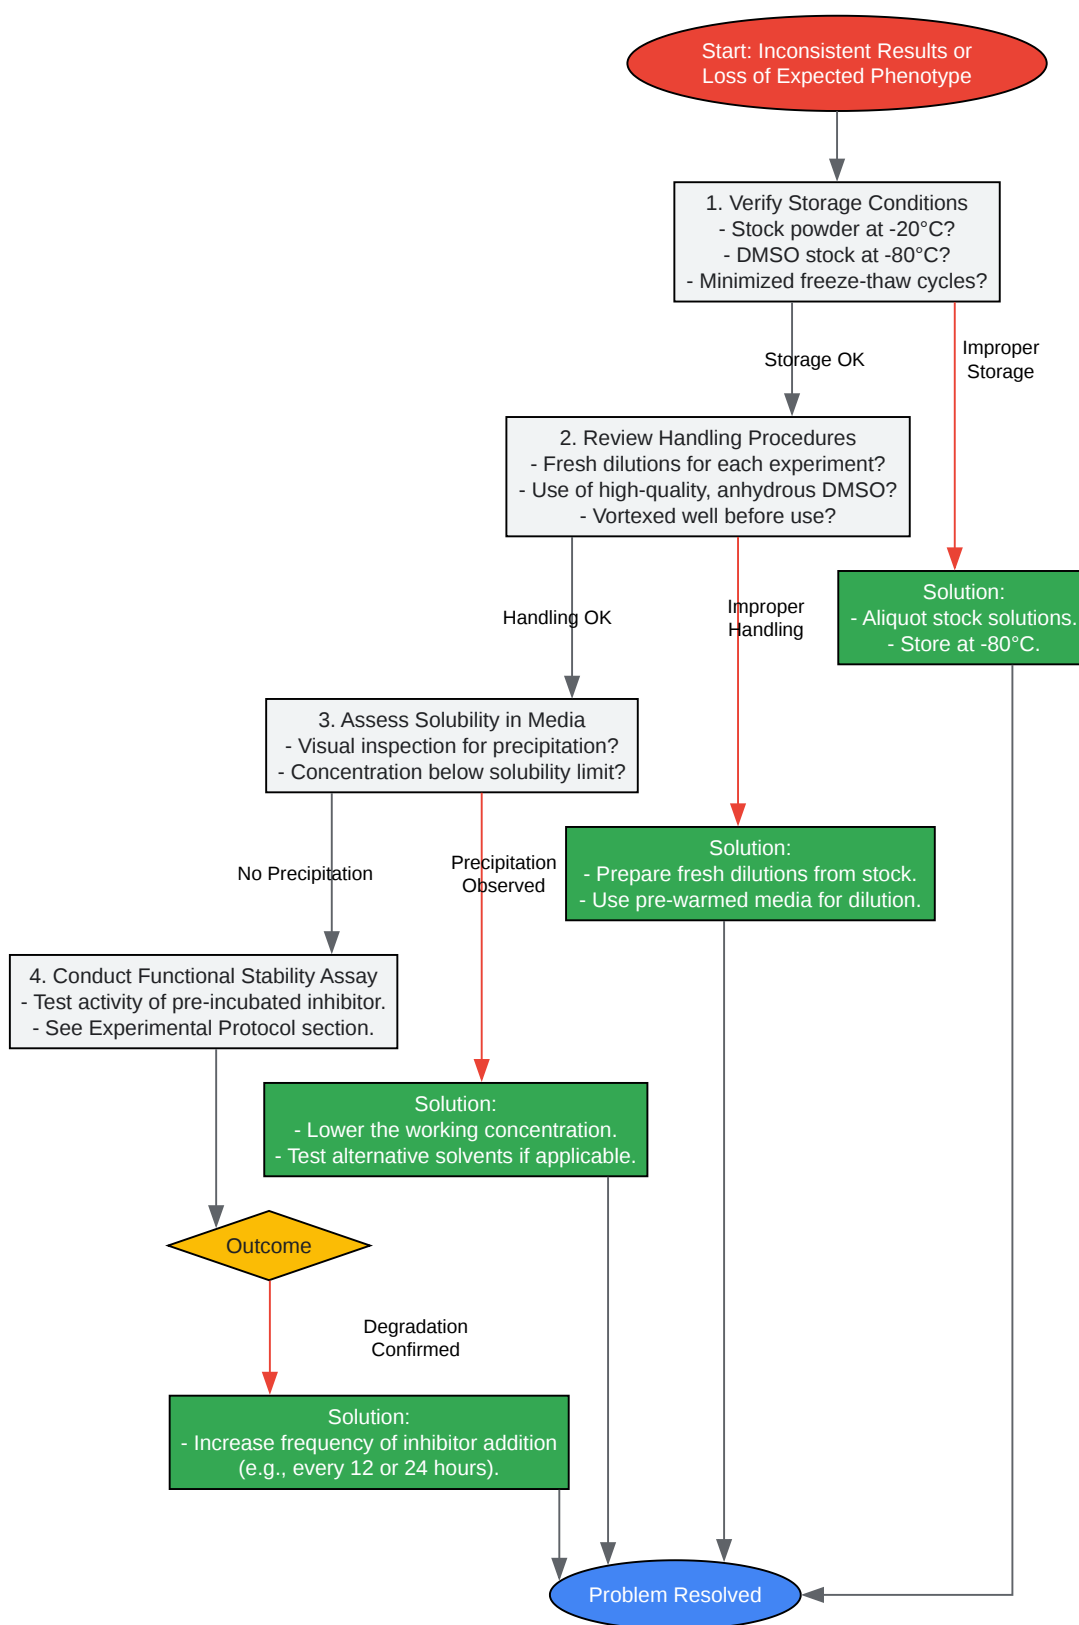 Start: Inconsistent Results or
Loss of Expected Phenotype
1. Verify Storage Conditions
- Stock powder at -20°C?
- DMSO stock at -80°C?
- Minimized freeze-thaw cycles?
Storage OK
Improper
Storage
2. Review Handling Procedures
- Fresh dilutions for each experiment?
- Use of high-quality, anhydrous DMSO?
- Vortexed well before use?
Handling OK
Improper
Handling
Solution:
- Aliquot stock solutions.
- Store at -80°C.
3. Assess Solubility in Media
- Visual inspection for precipitation?
- Concentration below solubility limit?
No Precipitation
Precipitation
Observed
Solution:
- Prepare fresh dilutions from stock.
- Use pre-warmed media for dilution.
4. Conduct Functional Stability Assay
- Test activity of pre-incubated inhibitor.
- See Experimental Protocol section.
Solution:
- Lower the working concentration.
- Test alternative solvents if applicable.
Outcome
Degradation
Confirmed
Solution:
- Increase frequency of inhibitor addition
(e.g., every 12 or 24 hours).
Problem Resolved